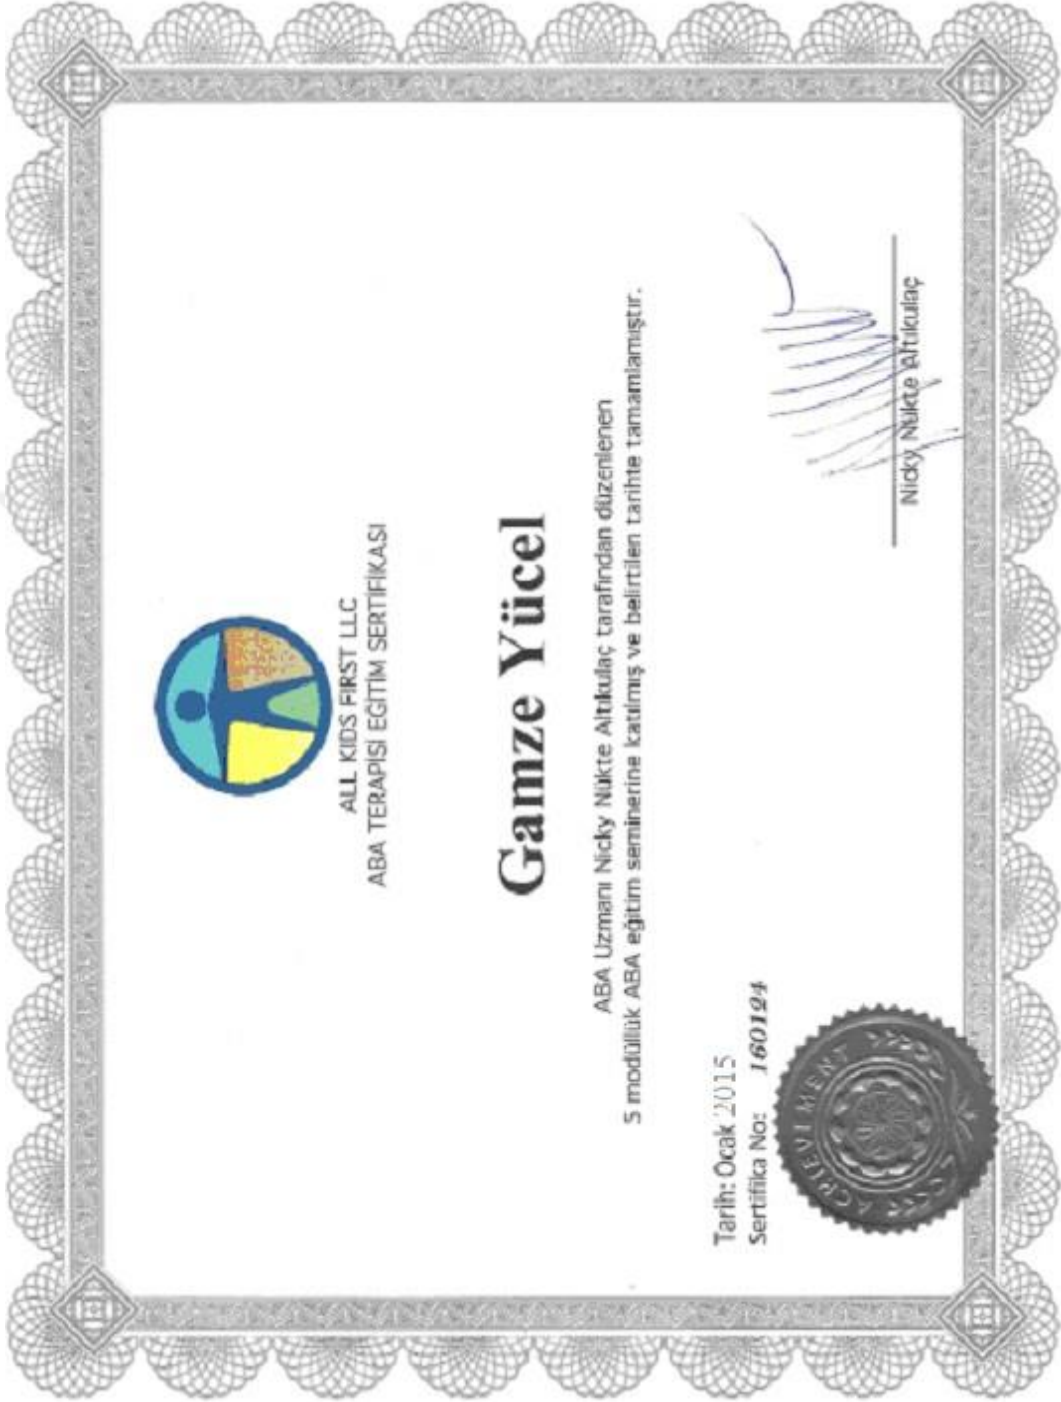 ALL KIDS FIRST LLC
ABA TERAPİSİ EĞİTİM SERTİFİKASI
Gamze Yücel
ABA Uzmanı Nicky Nükte Altıkulaç tarafından düzenlenen
5 modüllük ABA eğitim seminerine katılmış ve belirtilen tarihte tamamlamıştır.
Tarih: Ocak 2015
Sertifika No: 160124
ACHIEVEMENT
Nicky Nükte Altıkulaç